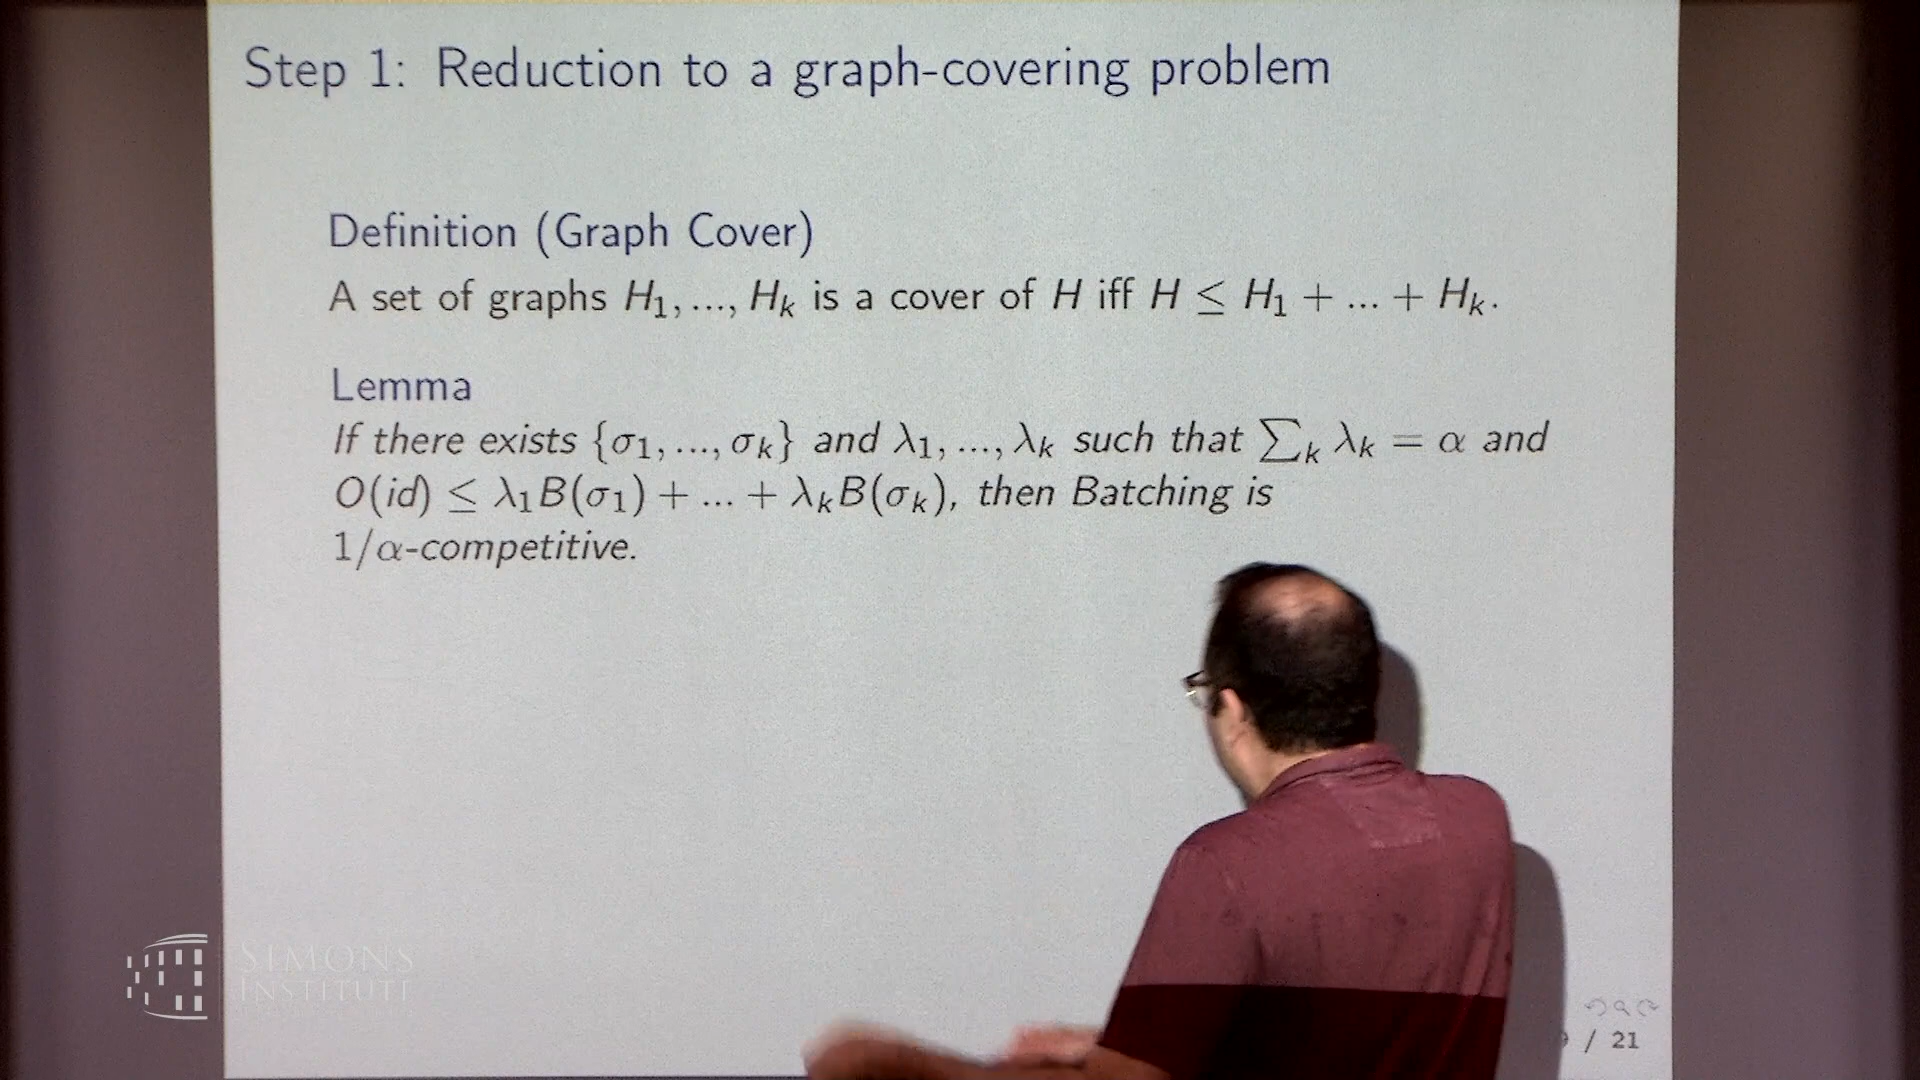 Step 1: Reduction to a graph-covering problem
Definition (Graph Cover)
A set of graphs H₁, ..., Hₖ is a cover of H iff H ≤ H₁ + ... + Hₖ.
Lemma
If there exists {σ₁, ..., σₖ} and λ₁, ..., λₖ such that ∑ₖ λₖ = α and
O(id) ≤ λ₁B(σ₁) + ... + λₖB(σₖ), then Batching is
1/α-competitive.
SIMONS
INSTITUTE
/ 21